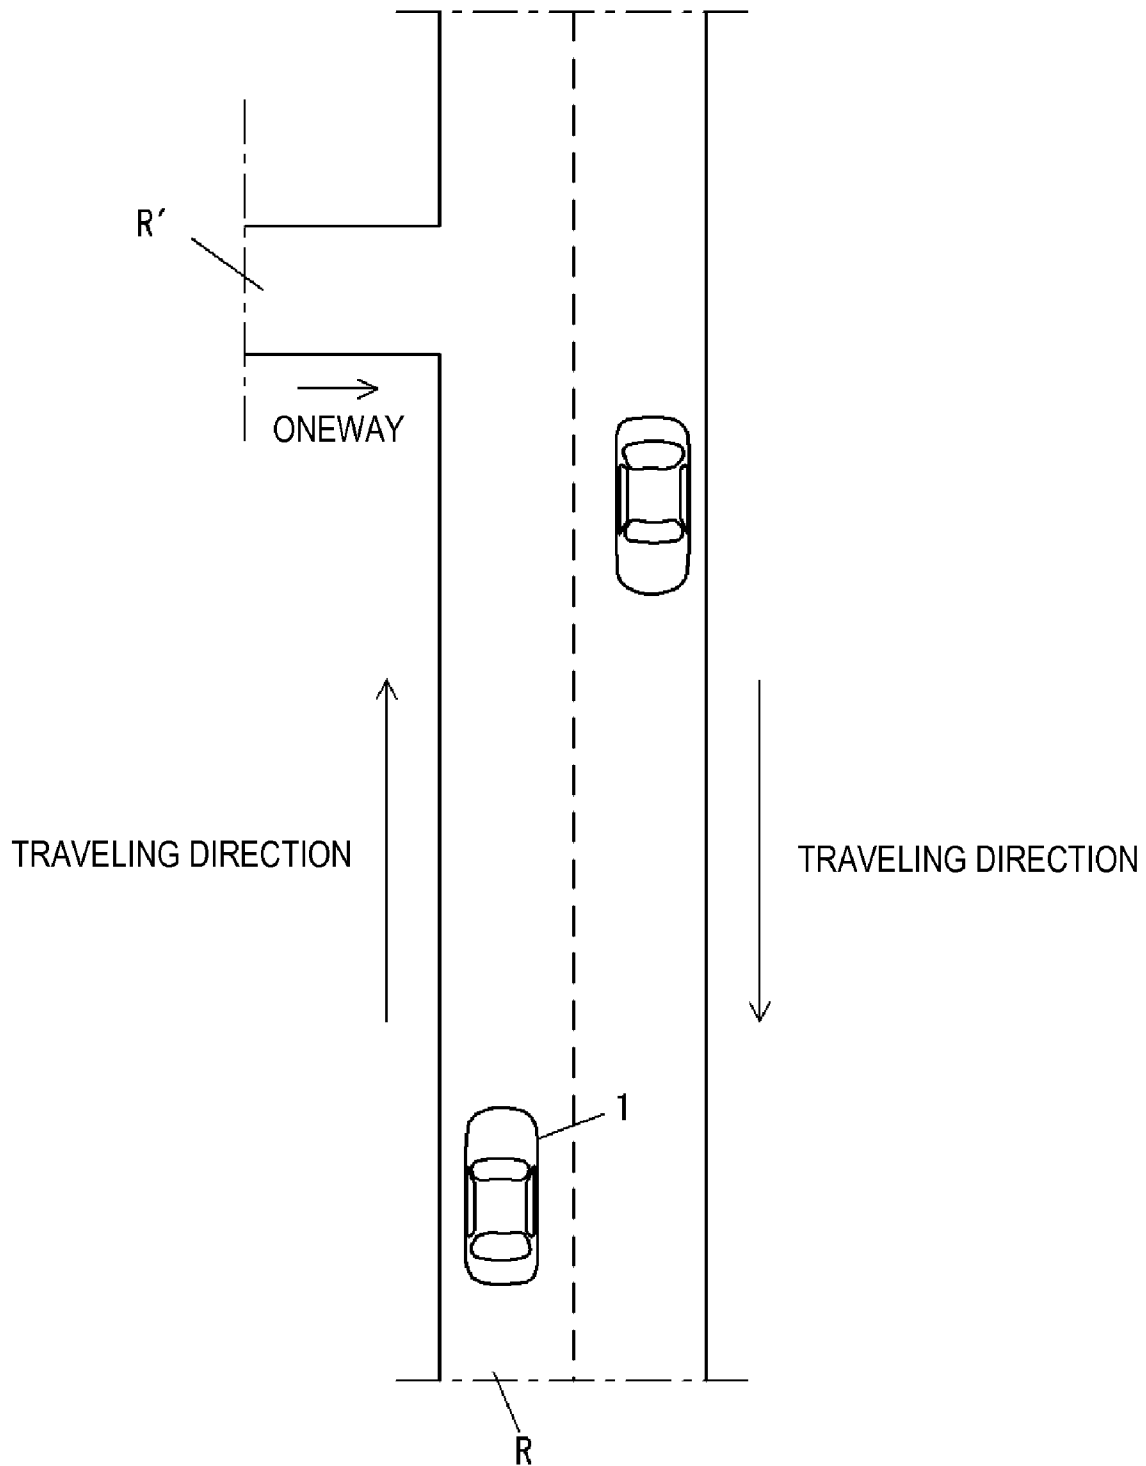 R′
ONEWAY
TRAVELING DIRECTION
TRAVELING DIRECTION
1
R